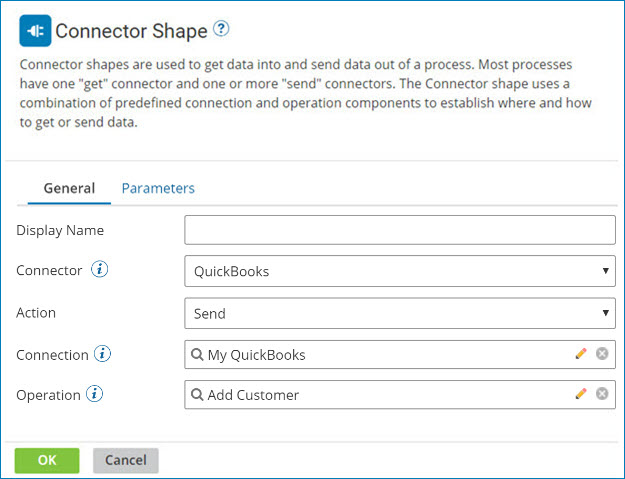 Connector Shape ?
Connector shapes are used to get data into and send data out of a process. Most processes
have one "get" connector and one or more "send" connectors. The Connector shape uses a
combination of predefined connection and operation components to establish where and how
to get or send data.
General Parameters
Display Name
Connector i QuickBooks
Action Send
Connection i My QuickBooks
Operation i Add Customer
OK Cancel